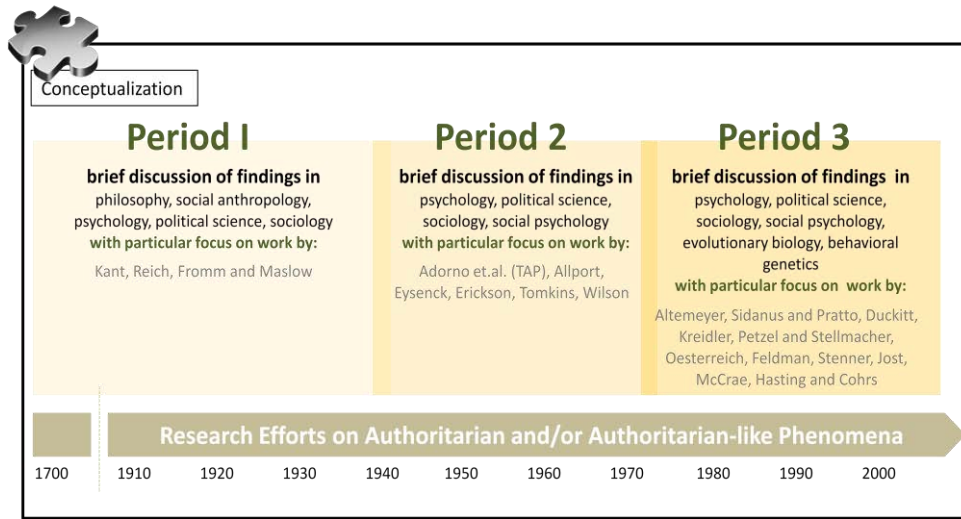 Conceptualization
Period I
brief discussion of findings in
philosophy, social anthropology,
psychology, political science, sociology
with particular focus on work by:
Kant, Reich, Fromm and Maslow
Period 2
brief discussion of findings in
psychology, political science,
sociology, social psychology
with particular focus on work by:
Adorno et.al. (TAP), Allport,
Eysenck, Erickson, Tomkins, Wilson
Period 3
brief discussion of findings in
psychology, political science,
sociology, social psychology,
evolutionary biology, behavioral
genetics
with particular focus on work by:
Altemeyer, Sidanus and Pratto, Duckitt,
Kreidler, Petzel and Stellmacher,
Oesterreich, Feldman, Stenner, Jost,
McCrae, Hasting and Cohrs
Research Efforts on Authoritarian and/or Authoritarian-like Phenomena
1700 1910 1920 1930 1940 1950 1960 1970 1980 1990 2000